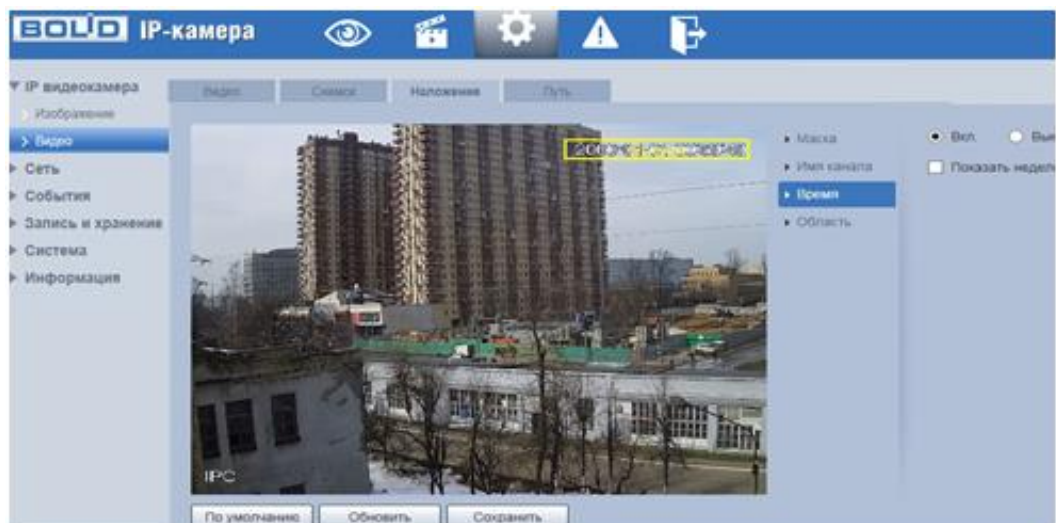 BOLID IP-камера
IP видеокамера
Изображение
Видео
Сеть
События
Запись и хранение
Система
Информация
Видео Снимок Наложение Путь
IPC
Маска
Имя канала
Время
Область
Вкл.
Показать
По умолчанию Обновить Сохранить